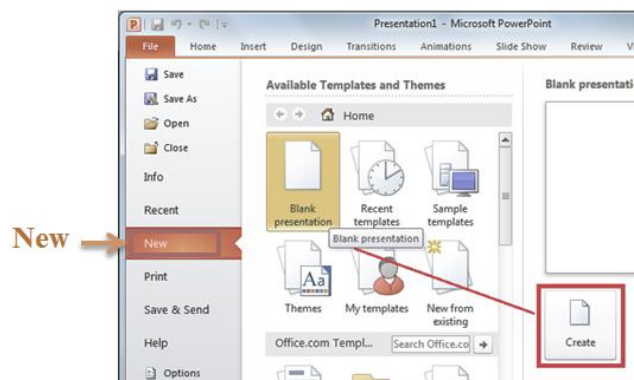 Presentation1 - Microsoft PowerPoint
File Home Insert Design Transitions Animations Slide Show Review
Save
Save As
Open
Close
Info
Recent
New
New
Print
Save & Send
Help
Options
Available Templates and Themes
Home
Blank presentation
Recent templates
Sample templates
Blank presentation
Themes
My templates
New from existing
Office.com Templ... Search Office.co
Blank presentati
Create